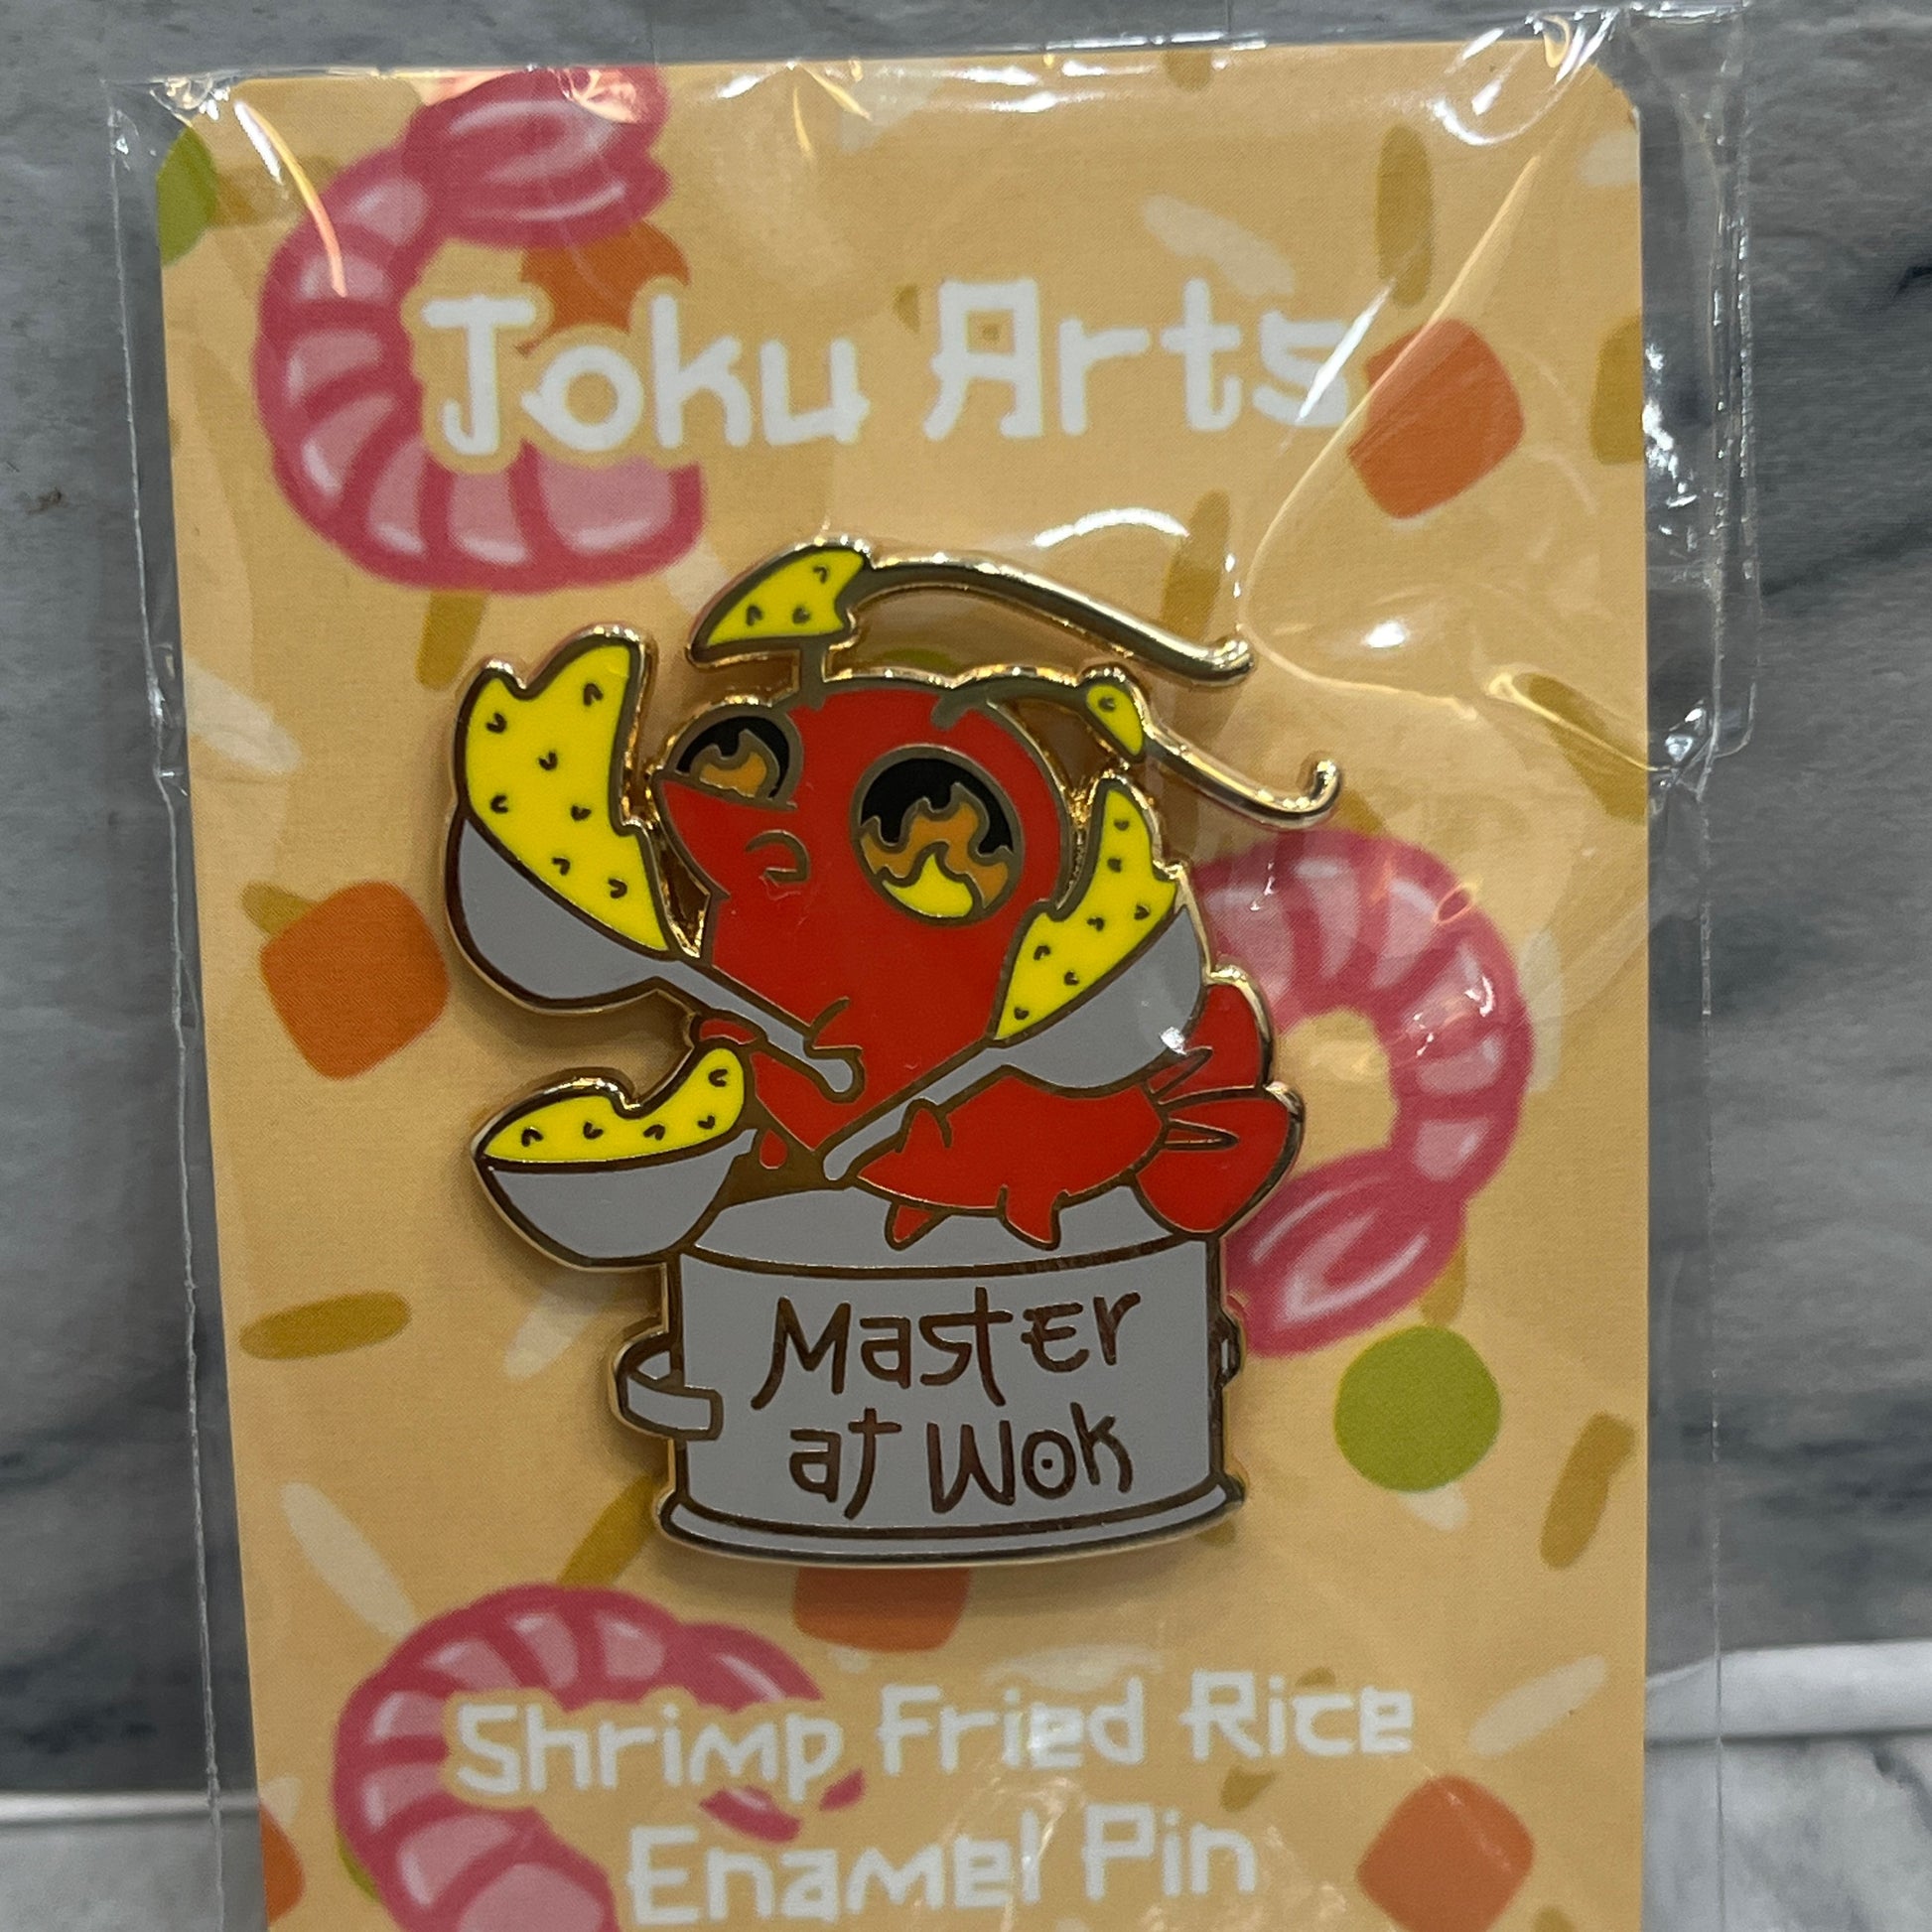 Joku Arts
Master
at Wok
Shrimp Fried Rice
Enamel Pin